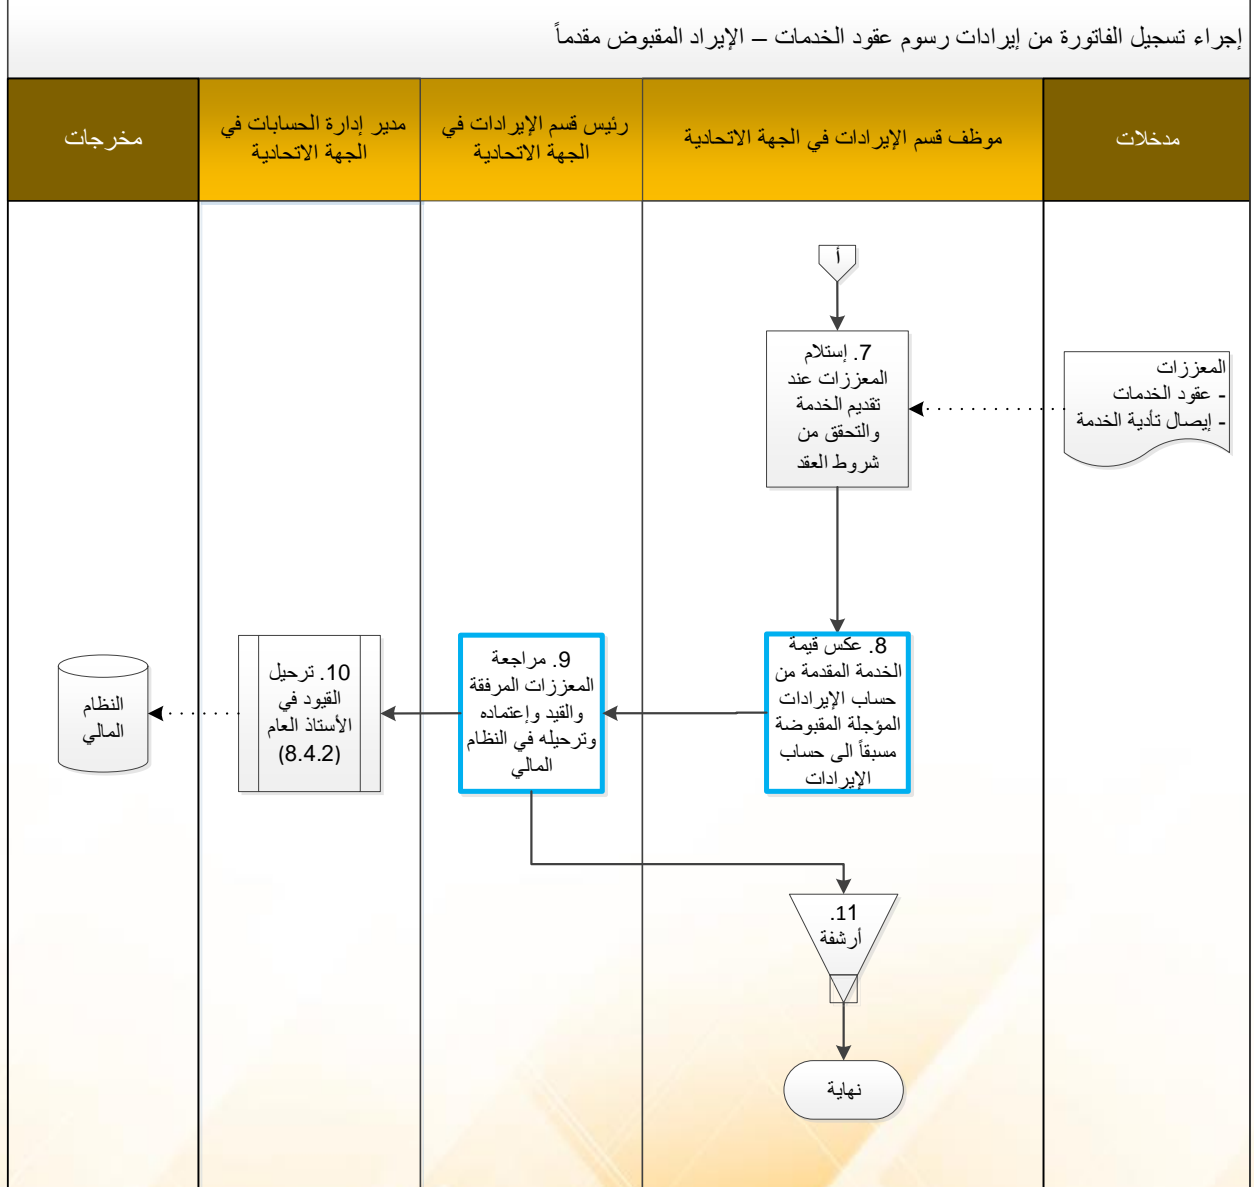 إجراء تسجيل الفاتورة من إيرادات رسوم عقود الخدمات – الإيراد المقبوض مقدماً
مدخلات
موظف قسم الإيرادات في الجهة الاتحادية
رئيس قسم الإيرادات في
الجهة الاتحادية
مدير إدارة الحسابات في
الجهة الاتحادية
مخرجات
أ
7. إستلام
المعززات عند
تقديم الخدمة
والتحقق من
شروط العقد
المعززات
- عقود الخدمات
- إيصال تأدية الخدمة
8. عكس قيمة
الخدمة المقدمة من
حساب الإيرادات
المؤجلة المقبوضة
مسبقاً الى حساب
الإيرادات
9. مراجعة
المعززات المرفقة
والقيد وإعتماده
وترحيله في النظام
المالي
10. ترحيل
القيود في
الأستاذ العام
(8.4.2)
النظام
المالي
11.
أرشفة
نهاية